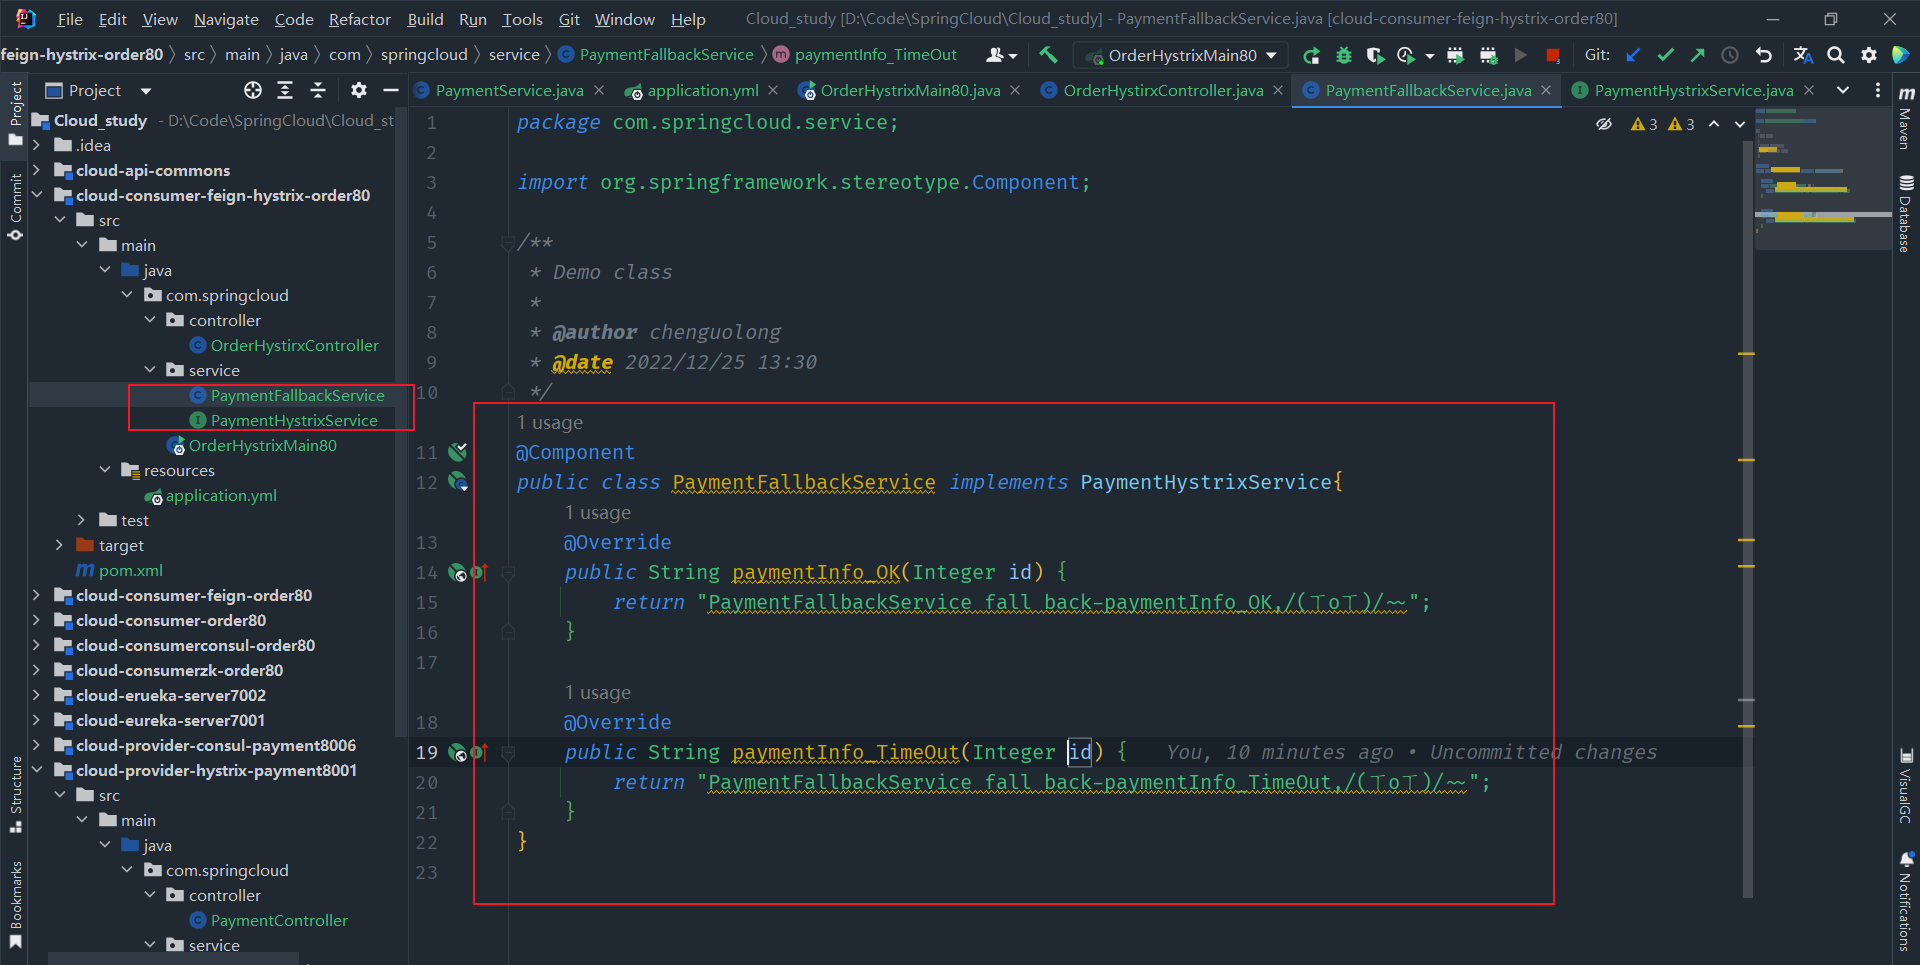 File Edit View Navigate Code Refactor Build Run Tools Git Window Help Cloud_study [D:\Code\SpringCloud\Cloud_study] - PaymentFallbackService.java [cloud-consumer-feign-hystrix-order80]
feign-hystrix-order80 src main java com springcloud service PaymentFallbackService paymentInfo_TimeOut OrderHystrixMain80 Git:
Project
PaymentService.java application.yml OrderHystrixMain80.java OrderHystirxController.java PaymentFallbackService.java PaymentHystrixService.java
Project
Commit
Structure
Bookmarks
Cloud_study - D:\Code\SpringCloud\Cloud_st
.idea
cloud-api-commons
cloud-consumer-feign-hystrix-order80
src
main
java
com.springcloud
controller
OrderHystirxController
service
PaymentFallbackService
PaymentHystrixService
OrderHystrixMain80
resources
application.yml
test
target
pom.xml
cloud-consumer-feign-order80
cloud-consumer-order80
cloud-consumerconsul-order80
cloud-consumerzk-order80
cloud-erueka-server7002
cloud-eureka-server7001
cloud-provider-consul-payment8006
cloud-provider-hystrix-payment8001
src
main
java
com.springcloud
controller
PaymentController
service
3 3
1 package com.springcloud.service;
2
3 import org.springframework.stereotype.Component;
4
5 /**
6 * Demo class
7 *
8 * @author chenguolong
9 * @date 2022/12/25 13:30
10 */
1 usage
11 @Component
12 public class PaymentFallbackService implements PaymentHystrixService{
1 usage
13 @Override
14 public String paymentInfo_OK(Integer id) {
15 return "PaymentFallbackService fall back-paymentInfo_OK,/(ㄒoㄒ)/~~";
16 }
17
1 usage
18 @Override
19 public String paymentInfo_TimeOut(Integer id) { You, 10 minutes ago • Uncommitted changes
20 return "PaymentFallbackService fall back-paymentInfo_TimeOut,/(ㄒoㄒ)/~~";
21 }
22 }
23
m Maven
Database
VisualGC
Notifications